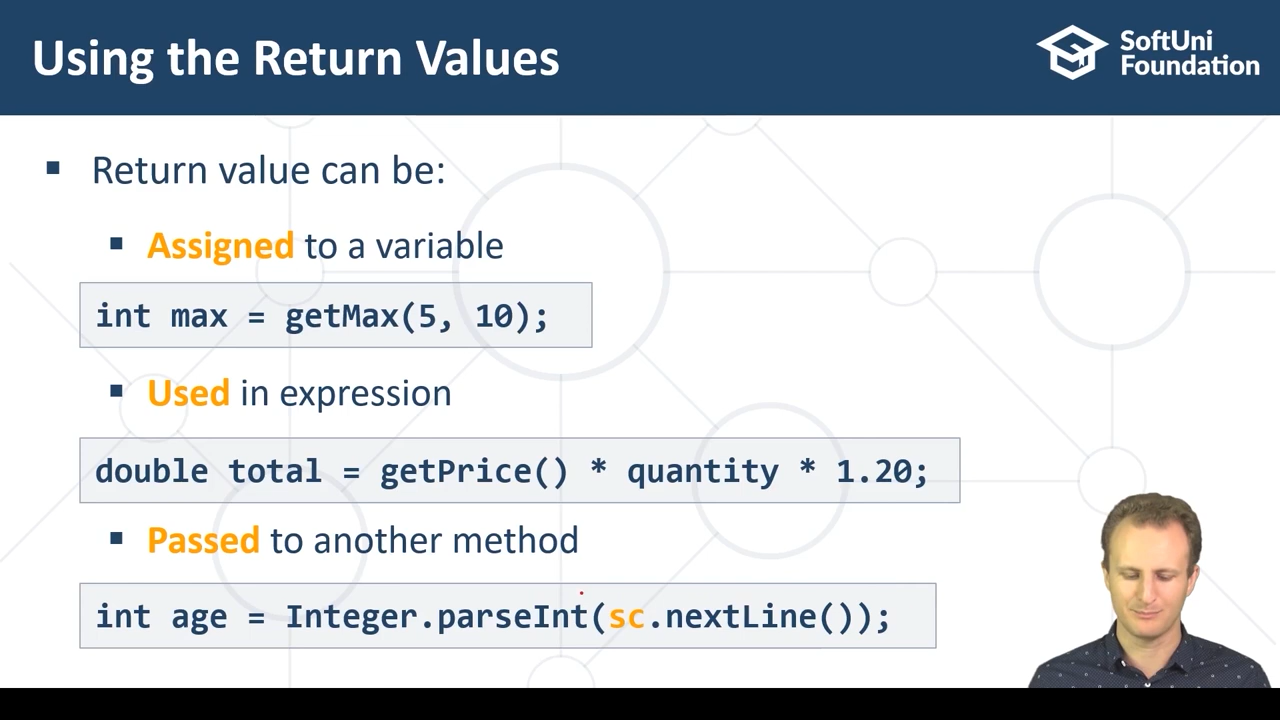 Using the Return Values
SoftUni
Foundation
Return value can be:
Assigned to a variable
int max = getMax(5, 10);
Used in expression
double total = getPrice() * quantity * 1.20;
Passed to another method
int age = Integer.parseInt(sc.nextLine());